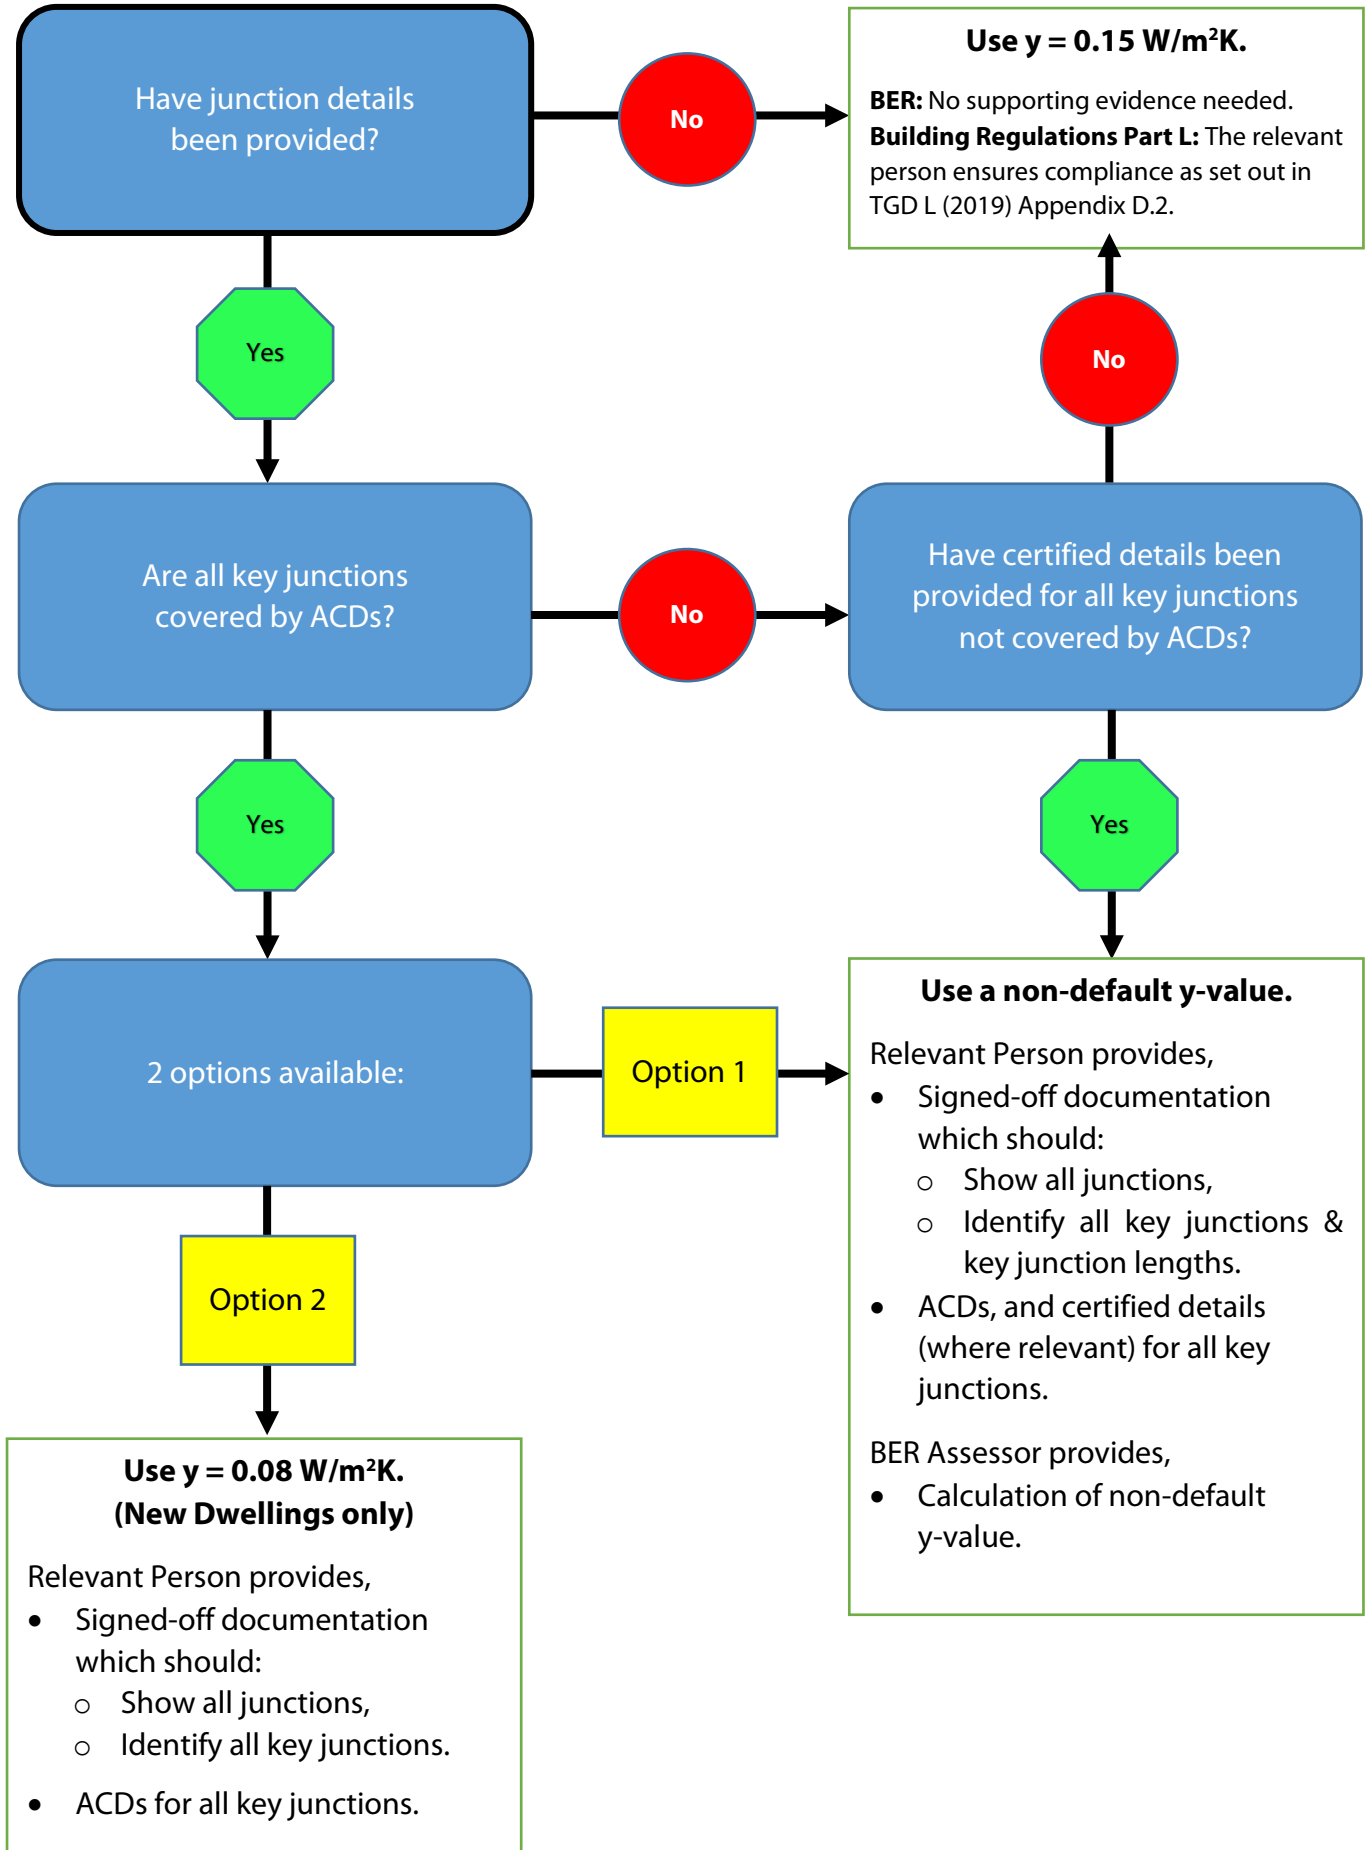 Have junction details
been provided?
No
Use y = 0.15 W/m²K.
BER: No supporting evidence needed.
Building Regulations Part L: The relevant
person ensures compliance as set out in
TGD L (2019) Appendix D.2.
Yes
No
Are all key junctions
covered by ACDs?
No
Have certified details been
provided for all key junctions
not covered by ACDs?
Yes
Yes
2 options available:
Option 1
Use a non-default y-value.
Relevant Person provides,
• Signed-off documentation
which should:
o Show all junctions,
o Identify all key junctions &
key junction lengths.
• ACDs, and certified details
(where relevant) for all key
junctions.
BER Assessor provides,
• Calculation of non-default
y-value.
Option 2
Use y = 0.08 W/m²K.
(New Dwellings only)
Relevant Person provides,
• Signed-off documentation
which should:
o Show all junctions,
o Identify all key junctions.
• ACDs for all key junctions.